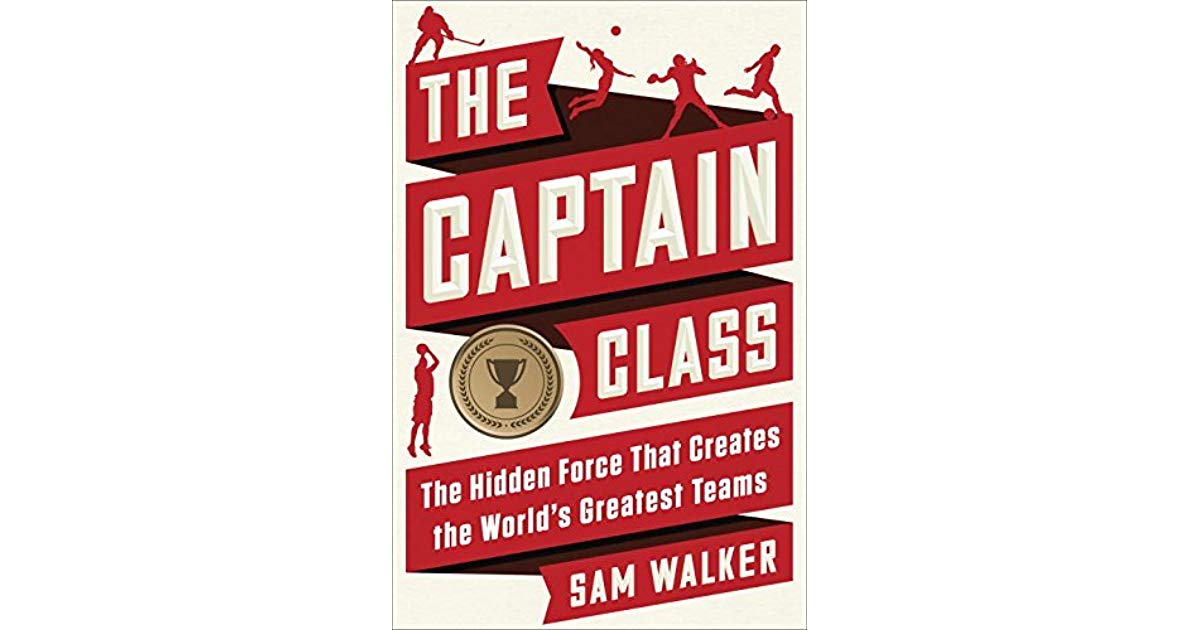 THE
CAPTAIN
CLASS
The Hidden Force That Creates
the World's Greatest Teams
SAM WALKER